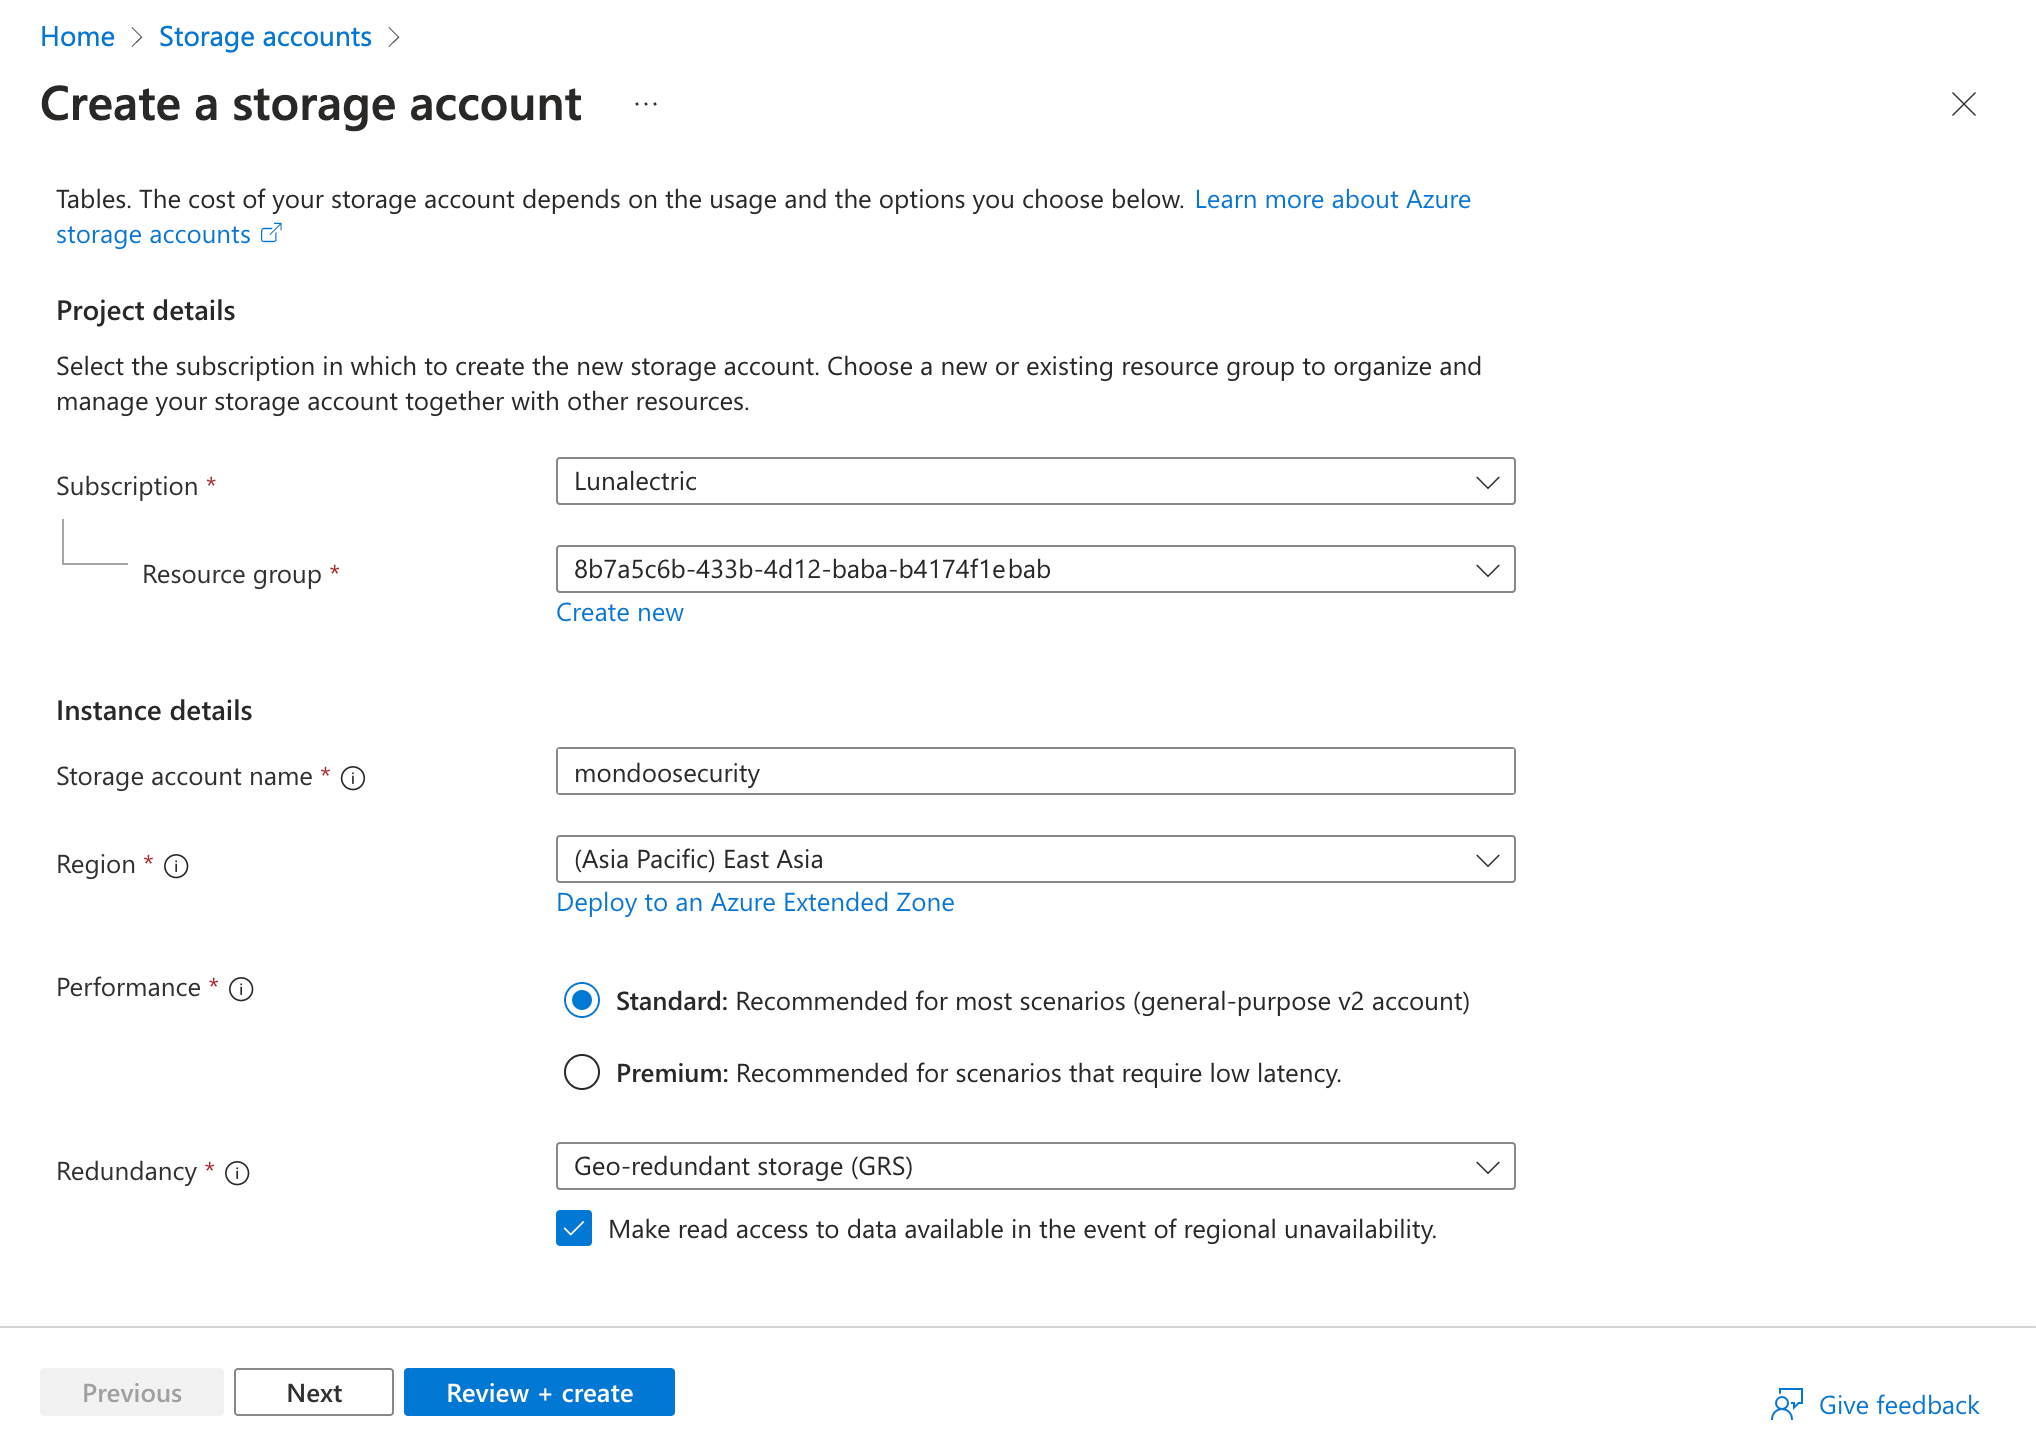 Home > Storage accounts >
Create a storage account ...
Tables. The cost of your storage account depends on the usage and the options you choose below. Learn more about Azure
storage accounts
Project details
Select the subscription in which to create the new storage account. Choose a new or existing resource group to organize and
manage your storage account together with other resources.
Subscription *
Lunalectric
Resource group *
8b7a5c6b-433b-4d12-baba-b4174f1ebab
Create new
Instance details
Storage account name *
mondoosecurity
Region *
(Asia Pacific) East Asia
Deploy to an Azure Extended Zone
Performance *
Standard: Recommended for most scenarios (general-purpose v2 account)
Premium: Recommended for scenarios that require low latency.
Redundancy *
Geo-redundant storage (GRS)
Make read access to data available in the event of regional unavailability.
Previous
Next
Review + create
Give feedback